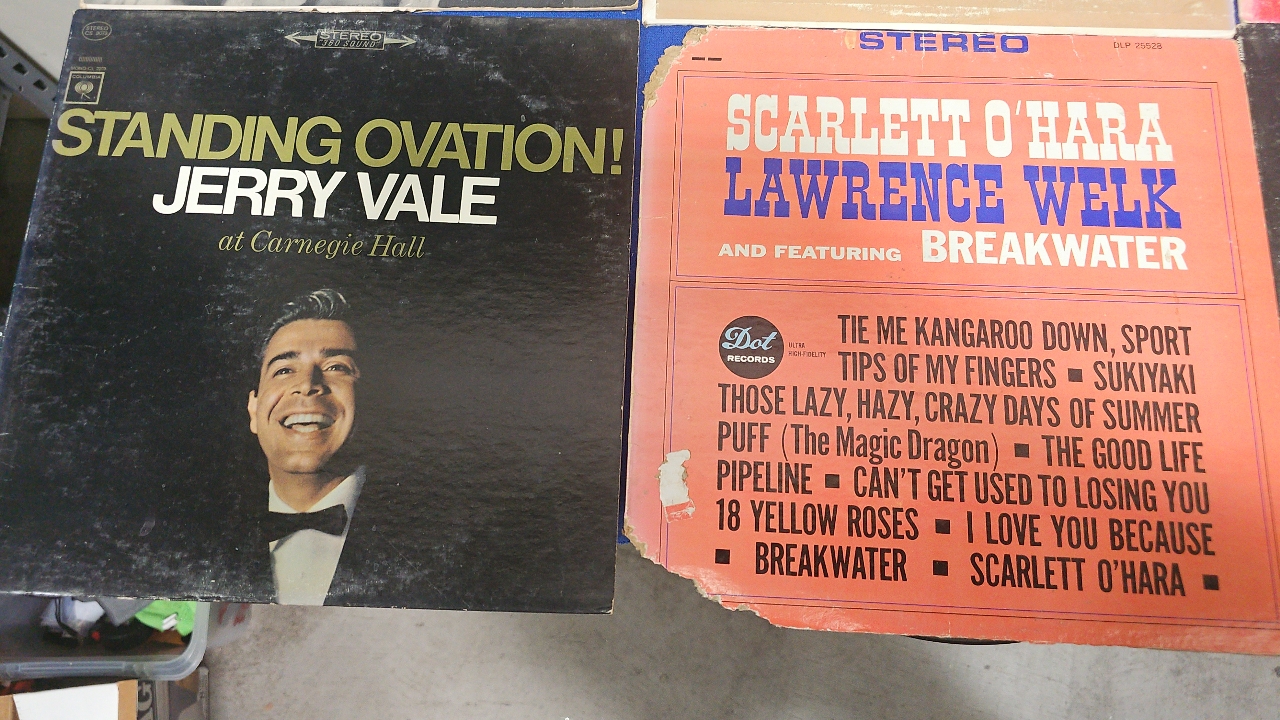 STEREO
"360 SOUND"
COLUMBIA
STANDING OVATION!
JERRY VALE
at Carnegie Hall
STEREO
DLP 25528
SCARLETT O'HARA
LAWRENCE WELK
AND FEATURING BREAKWATER
Dot
RECORDS
ULTRA
HIGH-FIDELITY
TIE ME KANGAROO DOWN, SPORT
TIPS OF MY FINGERS ■ SUKIYAKI
THOSE LAZY, HAZY, CRAZY DAYS OF SUMMER
PUFF (The Magic Dragon) ■ THE GOOD LIFE
PIPELINE ■ CAN'T GET USED TO LOSING YOU
18 YELLOW ROSES ■ I LOVE YOU BECAUSE
■ BREAKWATER ■ SCARLETT O'HARA ■